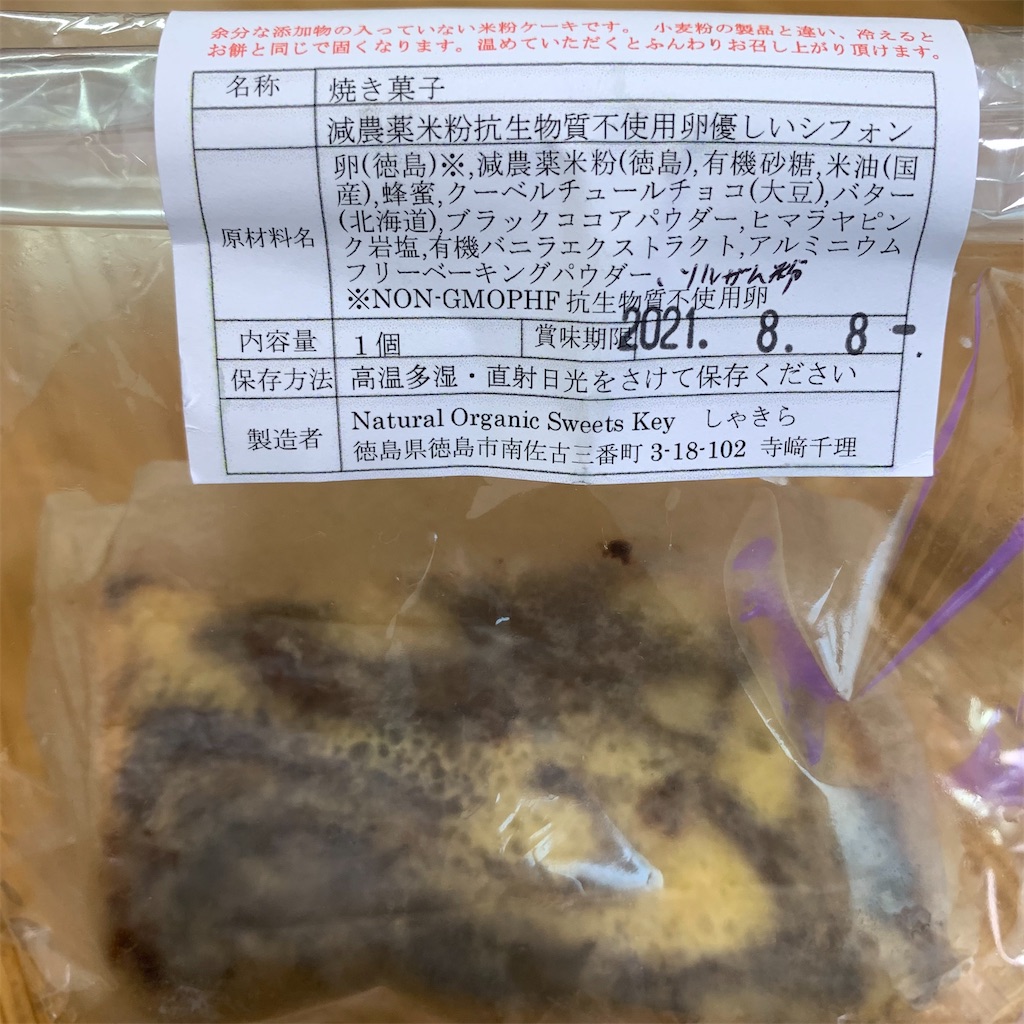 余分な添加物の入っていない米粉ケーキです。 小麦粉の製品と違い、冷えると
お餅と同じで固くなります。温めていただくとふんわりお召し上がり頂けます。
名称 焼き菓子
減農薬米粉抗生物質不使用卵優しいシフォン
原材料名
卵(徳島)※,減農薬米粉(徳島),有機砂糖,米油(国
産),蜂蜜,クーベルチュールチョコ(大豆),バター
(北海道),ブラックココアパウダー,ヒマラヤピン
ク岩塩,有機バニラエクストラクト,アルミニウム
フリーベーキングパウダー、ソルガム粉
※NON-GMOPHF抗生物質不使用卵
内容量 1個 賞味期限 2021. 8. 8
保存方法 高温多湿・直射日光をさけて保存ください
製造者
Natural Organic Sweets Key しゃきら
徳島県徳島市南佐古三番町 3-18-102 寺﨑千理